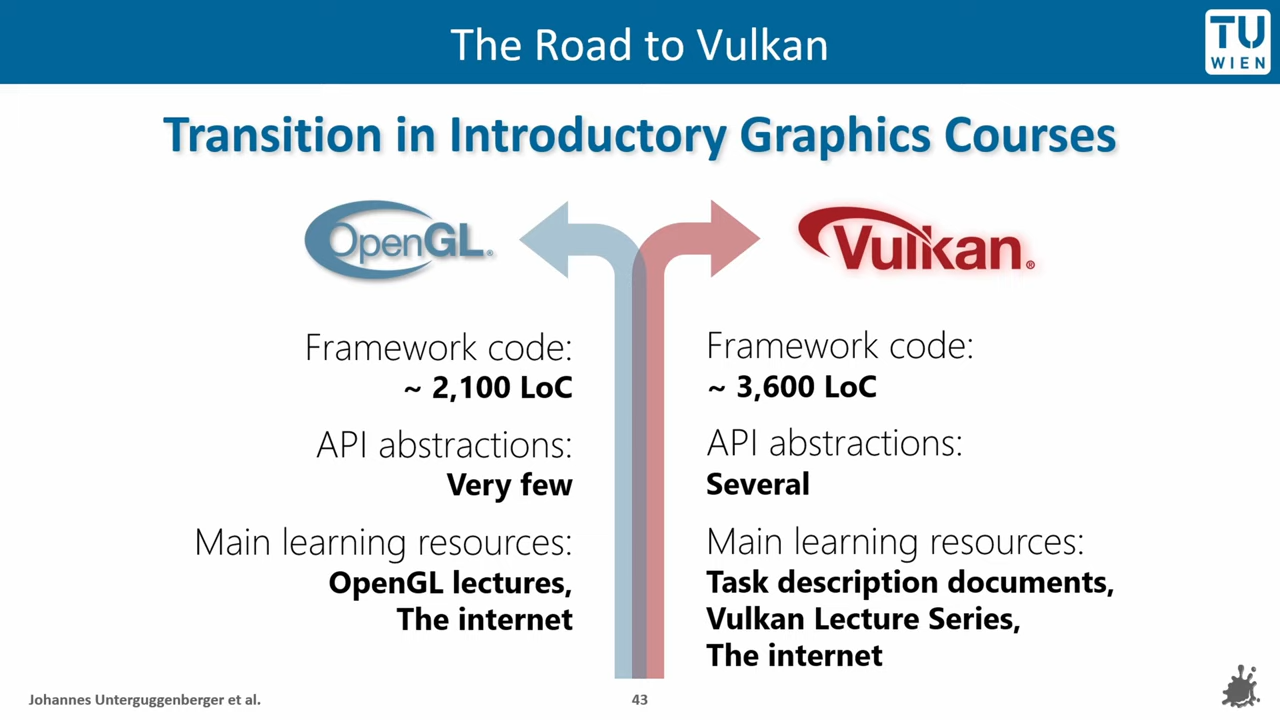 The Road to Vulkan
TU
WIEN
Transition in Introductory Graphics Courses
OpenGL®
Vulkan®
Framework code:
~ 2,100 LoC
API abstractions:
Very few
Main learning resources:
OpenGL lectures,
The internet
Framework code:
~ 3,600 LoC
API abstractions:
Several
Main learning resources:
Task description documents,
Vulkan Lecture Series,
The internet
Johannes Unterguggenberger et al.
43